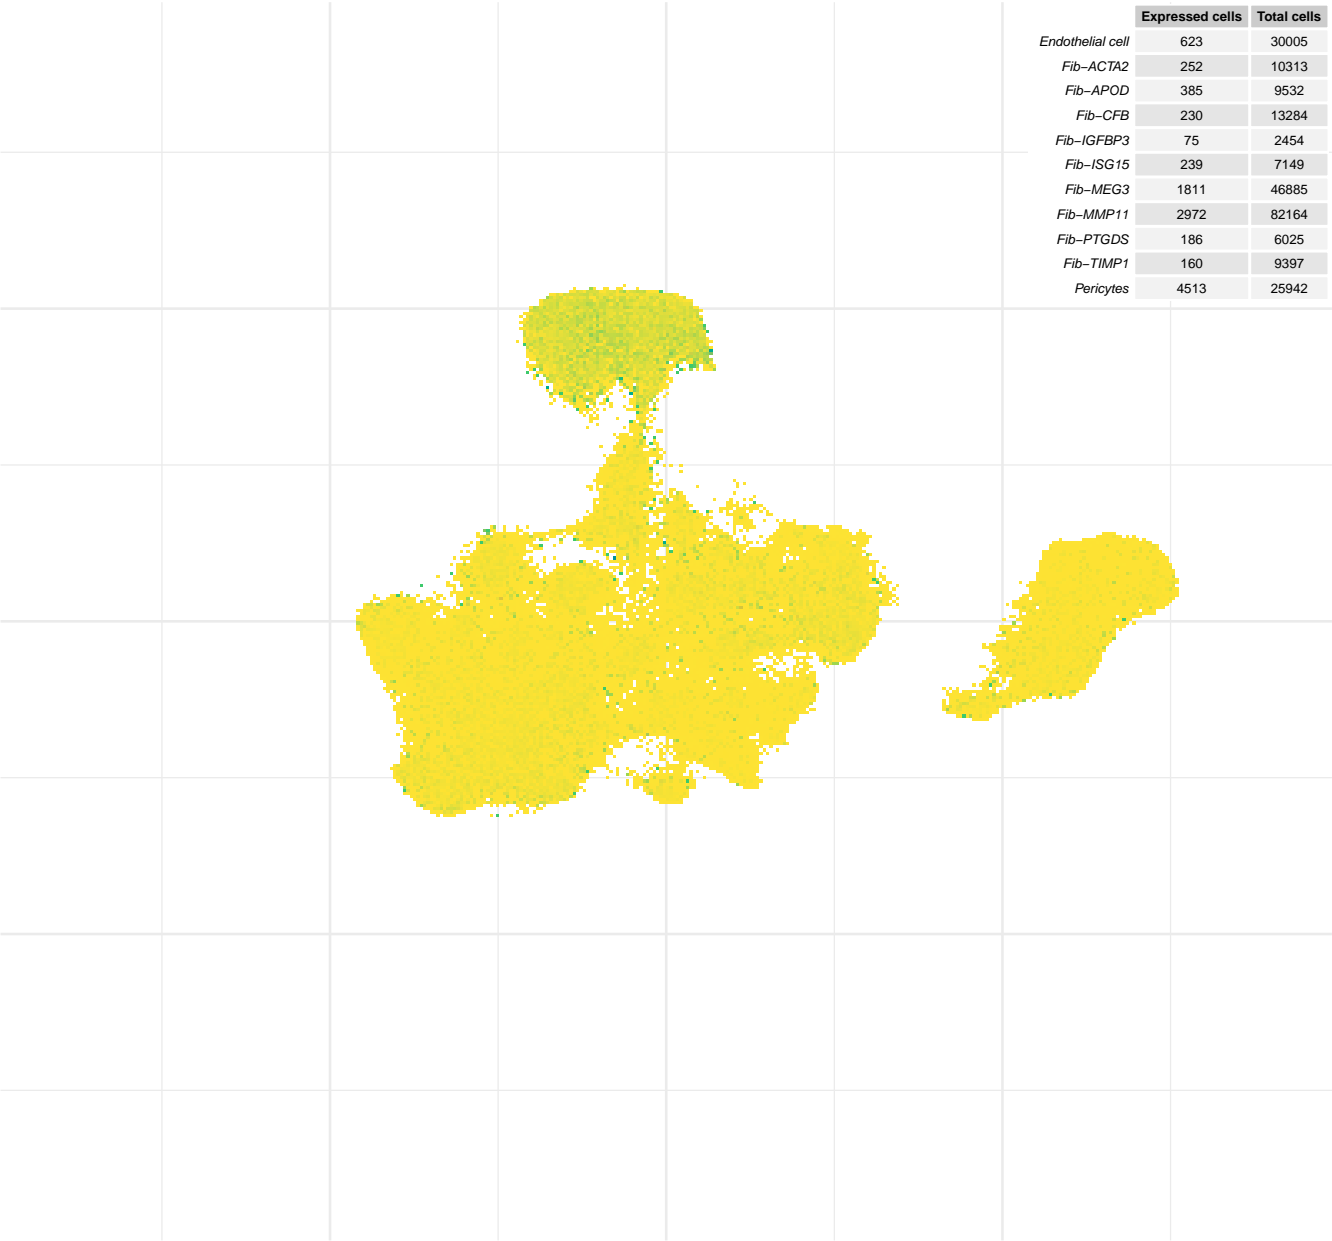 Expressed cells Total cells
Endothelial cell 623 30005
Fib−ACTA2 252 10313
Fib−APOD 385 9532
Fib−CFB 230 13284
Fib−IGFBP3 75 2454
Fib−ISG15 239 7149
Fib−MEG3 1811 46885
Fib−MMP11 2972 82164
Fib−PTGDS 186 6025
Fib−TIMP1 160 9397
Pericytes 4513 25942